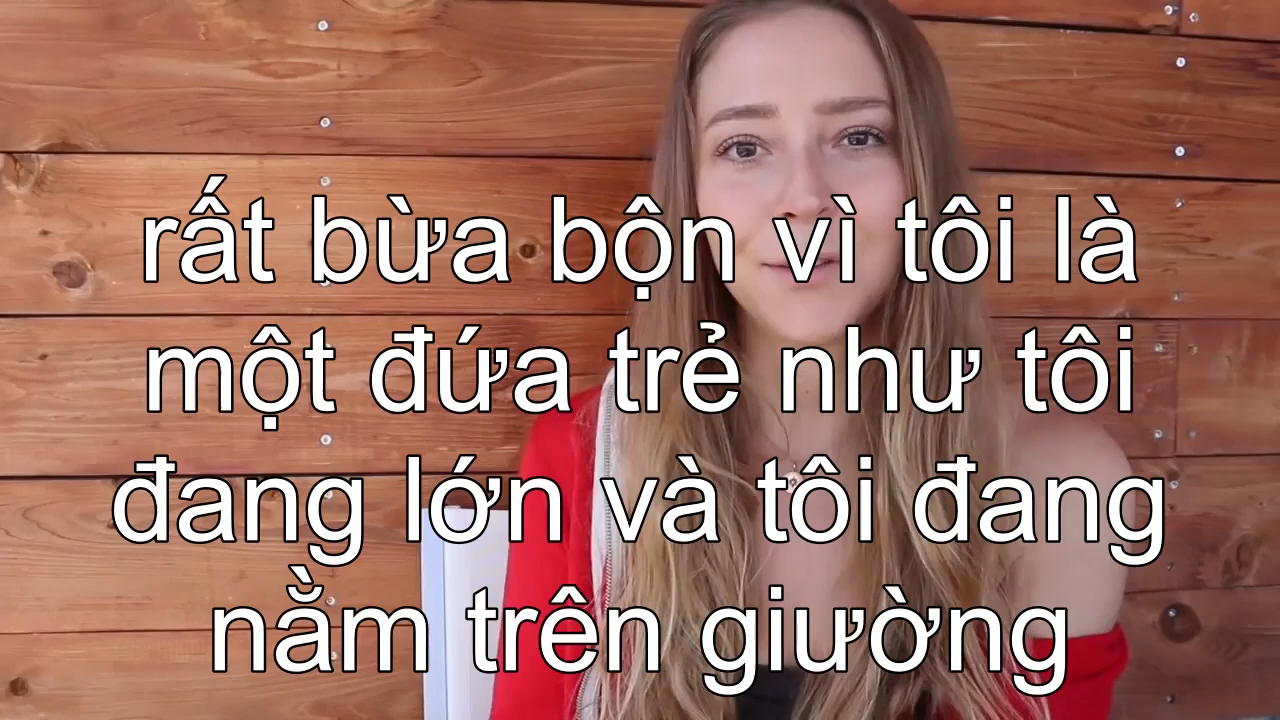 rất bừa bộn vì tôi là
một đứa trẻ như tôi
đang lớn và tôi đang
nằm trên giường